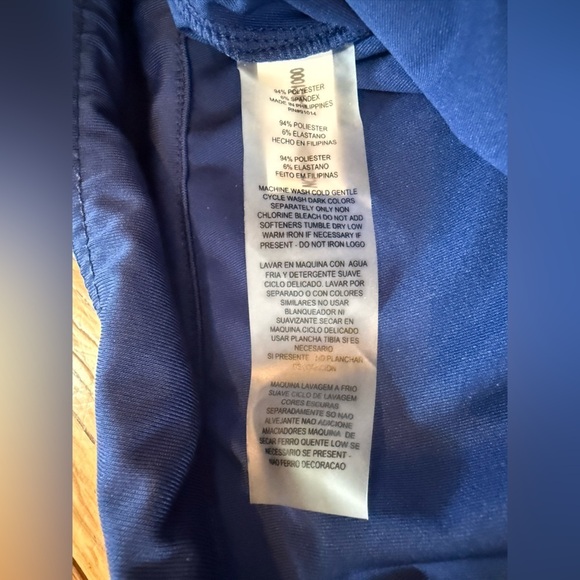 1000
94% POLYESTER
6% SPANDEX
MADE IN PHILIPPINES
94% POLIESTER
6% ELASTANO
HECHO EN FILIPINAS
94% POLIESTER
6% ELASTANO
FEITO EM FILIPINAS
MACHINE WASH COLD GENTLE
CYCLE WASH DARK COLORS
SEPARATELY ONLY NON
CHLORINE BLEACH DO NOT ADD
SOFTENERS TUMBLE DRY LOW
WARM IRON IF NECESSARY IF
PRESENT - DO NOT IRON LOGO
LAVAR EN MAQUINA CON AGUA
FRIA Y DETERGENTE SUAVE
CICLO DELICADO. LAVAR POR
SEPARADO O CON COLORES
SIMILARES NO USAR
BLANQUEADOR NI
SUAVIZANTE SECAR EN
MAQUINA CICLO DELICADO
USAR PLANCHA TIBIA SI ES
NECESARIO
SI PRESENTE NO PLANCHAR
MAQUINA LAVAGEM A FRIO
SUAVE CICLO DE LAVAGEM
CORES ESCURAS
SEPARADAMENTE SO NAO
ALVEJANTE NAO ADICIONE
MACIADORES MAQUINA DE
SECAR FERRO QUENTE LOW SE
NECESSARIO SE PRESENT -
NAO FERRO DECORACAO